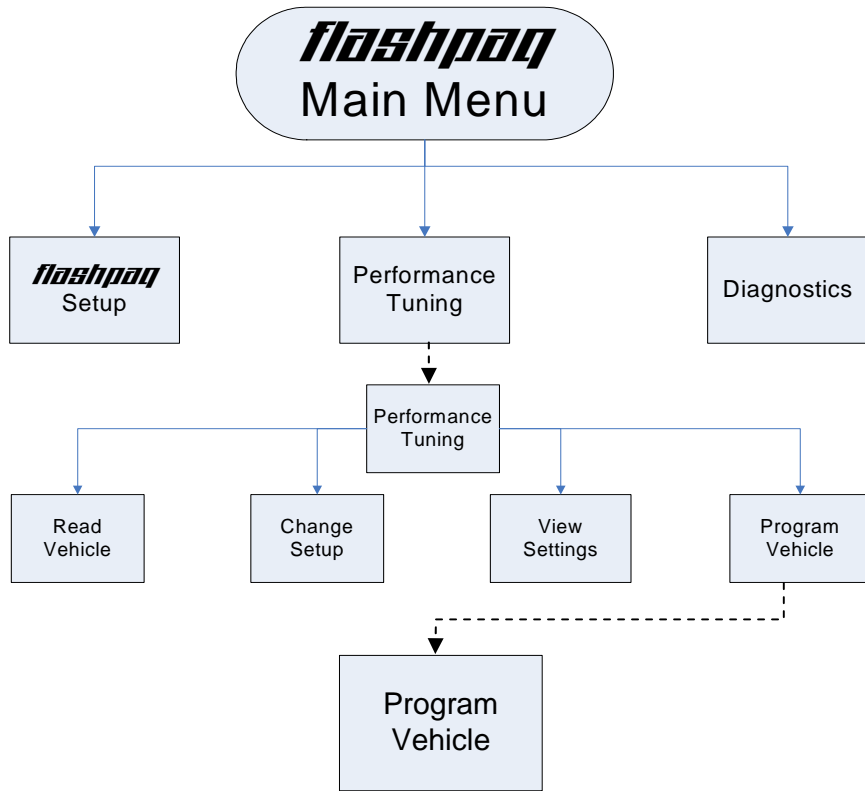 flashpaq
Main Menu
flashpaq
Setup
Performance
Tuning
Diagnostics
Performance
Tuning
Read
Vehicle
Change
Setup
View
Settings
Program
Vehicle
Program
Vehicle